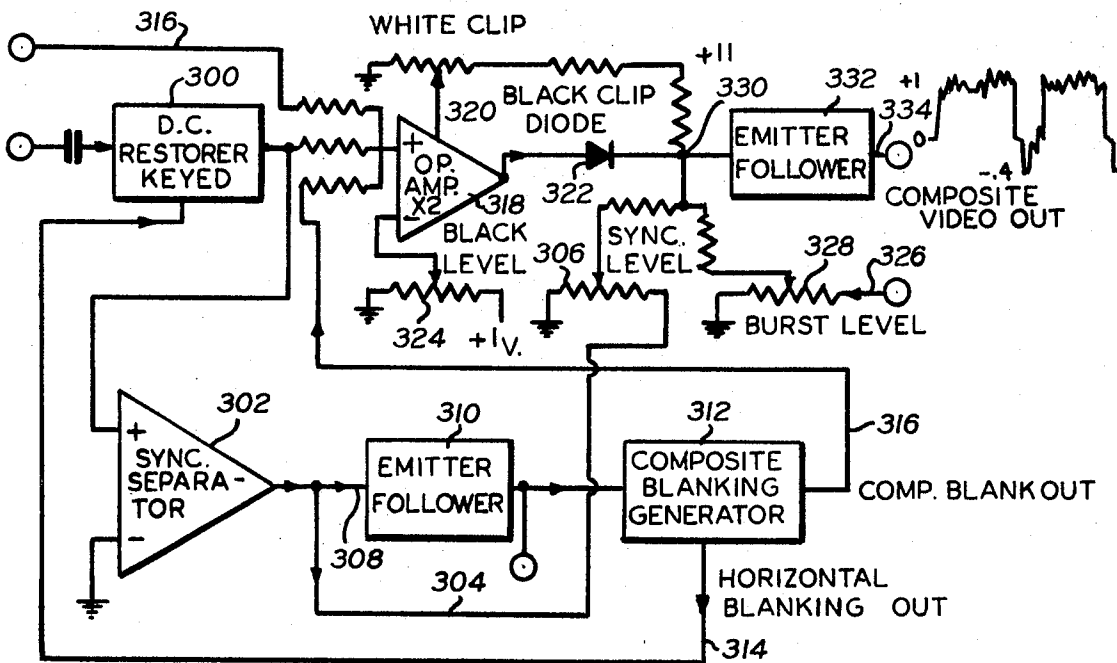 316
WHITE CLIP
300
D.C.
RESTORER
KEYED
320
+11
BLACK CLIP
DIODE
330
332
EMITTER
FOLLOWER
334
+1
0
-.4
COMPOSITE
VIDEO OUT
+
O.P.
AMP.
X2
-
318
322
BLACK
LEVEL
324
+1V.
306
SYNC.
LEVEL
328
326
BURST LEVEL
302
+
SYNC.
SEPARA-
TOR
-
308
304
310
EMITTER
FOLLOWER
312
COMPOSITE
BLANKING
GENERATOR
316
COMP. BLANK OUT
HORIZONTAL
BLANKING OUT
314